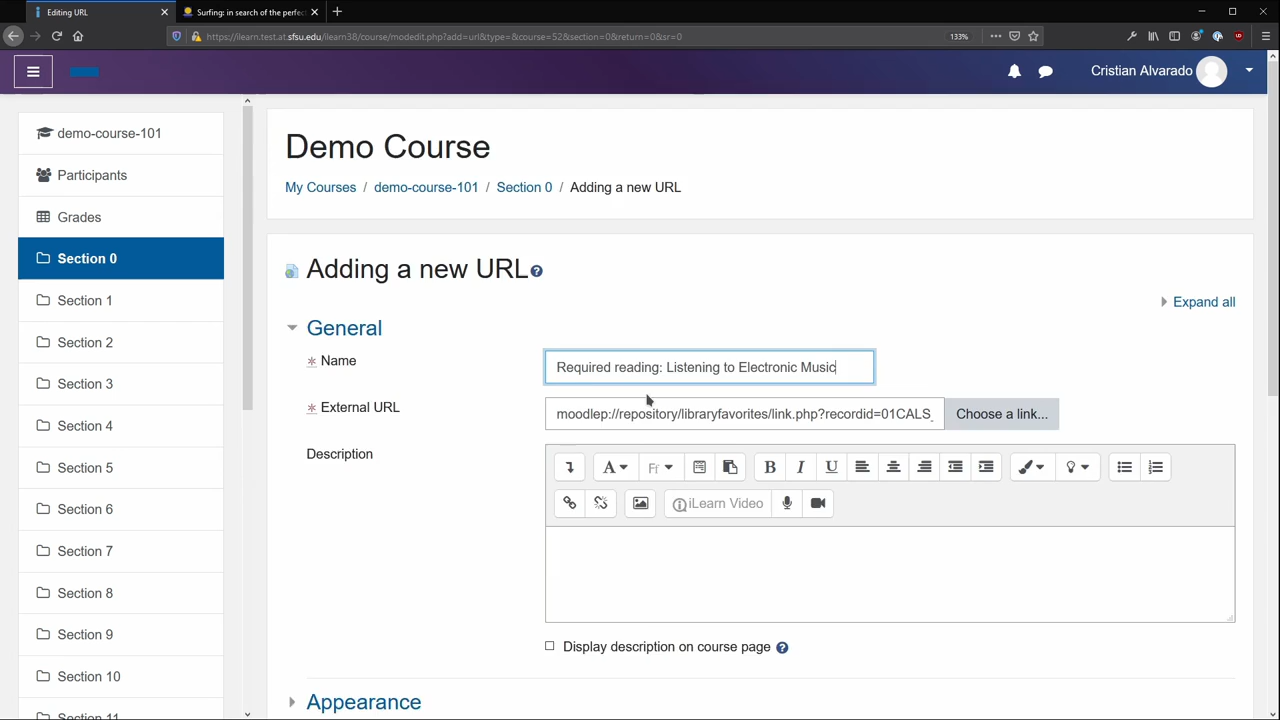 Editing URL
Surfing: in search of the perfec
https://ilearn.test.at.sfsu.edu/ilearn38/course/modedit.php?add=url&type=&course=52&section=0&return=0&sr=0
133%
Cristian Alvarado
demo-course-101
Participants
Grades
Section 0
Section 1
Section 2
Section 3
Section 4
Section 5
Section 6
Section 7
Section 8
Section 9
Section 10
Section 11
Demo Course
My Courses / demo-course-101 / Section 0 / Adding a new URL
Adding a new URL
Expand all
General
Name
Required reading: Listening to Electronic Music
External URL
moodlep://repository/libraryfavorites/link.php?recordid=01CALS_
Choose a link...
Description
A Fr B I U
iLearn Video
Display description on course page
Appearance